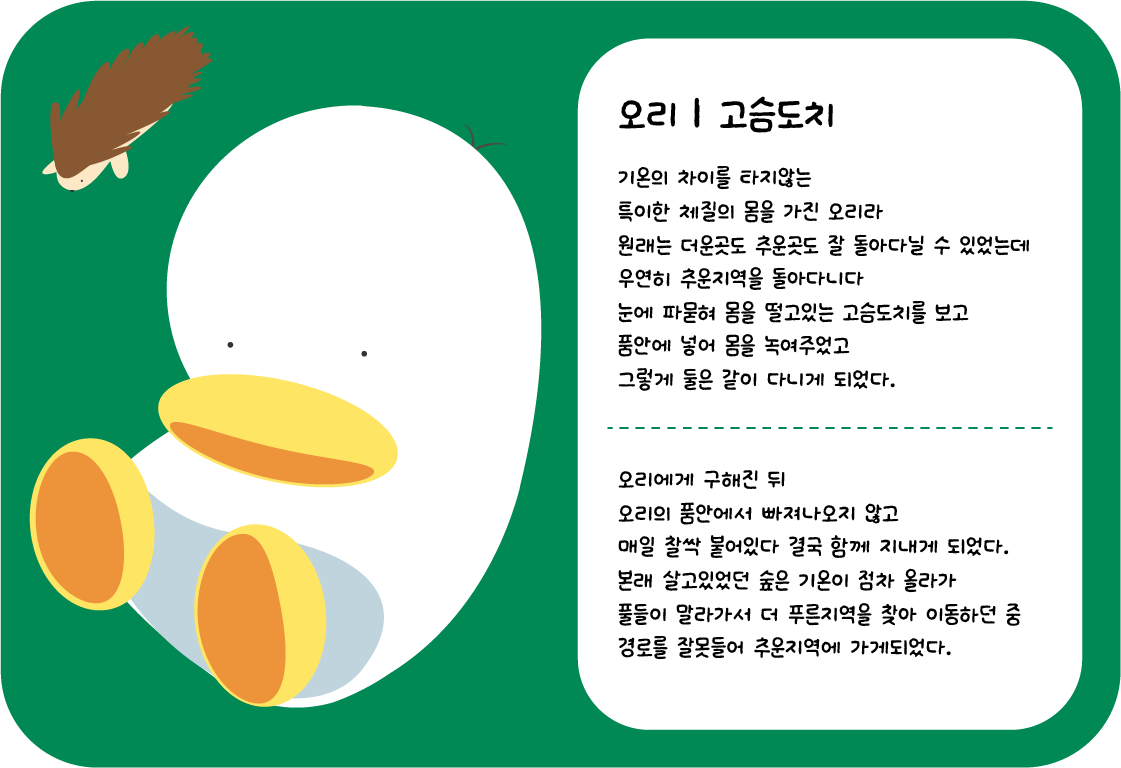 오리 | 고슴도치
기온의 차이를 타지않는
특이한 체질의 몸을 가진 오리라
원래는 더운곳도 추운곳도 잘 돌아다닐 수 있었는데
우연히 추운지역을 돌아다니다
눈에 파묻혀 몸을 떨고있는 고슴도치를 보고
품안에 넣어 몸을 녹여주었고
그렇게 둘은 같이 다니게 되었다.
오리에게 구해진 뒤
오리의 품안에서 빠져나오지 않고
매일 찰싹 붙어있다 결국 함께 지내게 되었다.
본래 살고있었던 숲은 기온이 점차 올라가
풀들이 말라가서 더 푸른지역을 찾아 이동하던 중
경로를 잘못들어 추운지역에 가게되었다.